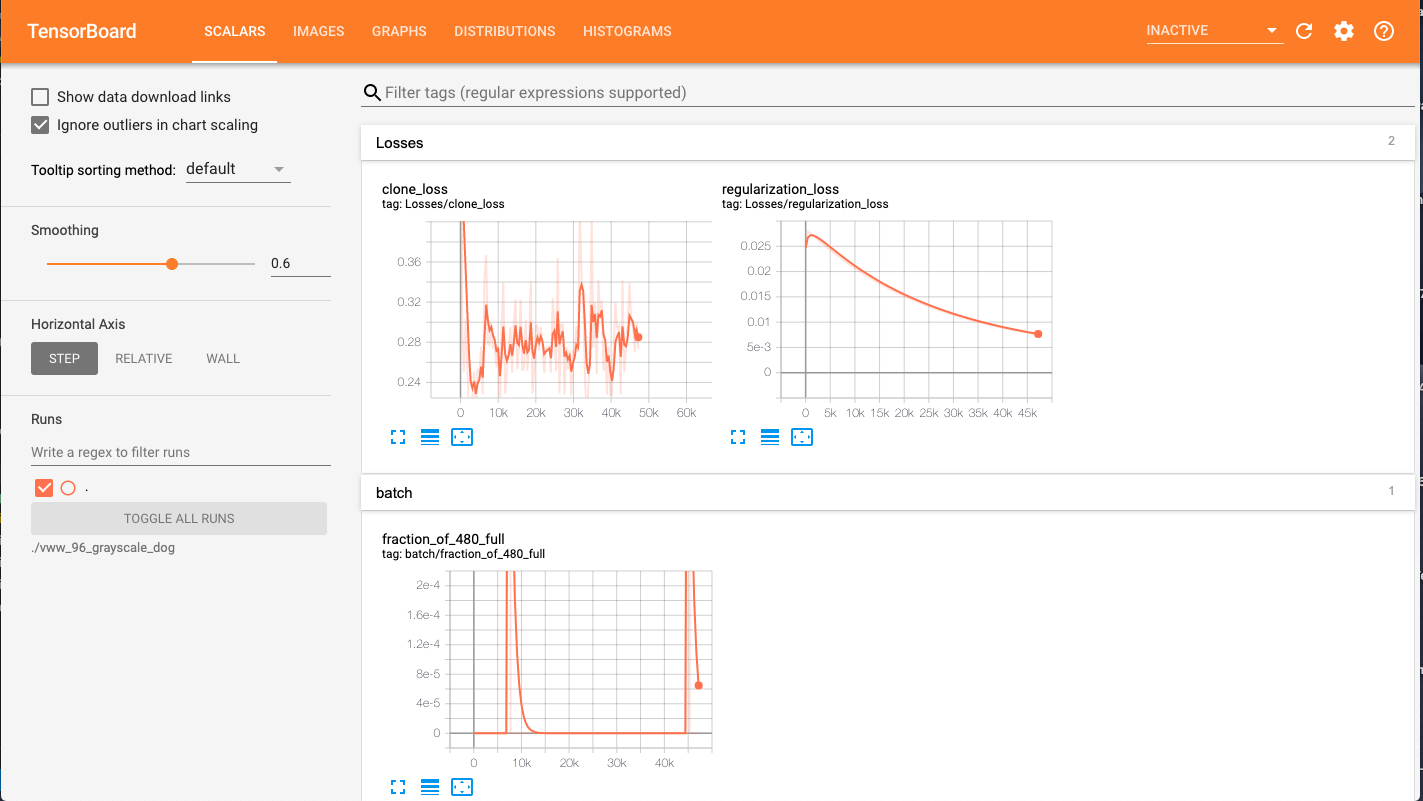 TensorBoard
SCALARS IMAGES GRAPHS DISTRIBUTIONS HISTOGRAMS
INACTIVE
Show data download links
Ignore outliers in chart scaling
Tooltip sorting method: default
Smoothing
0.6
Horizontal Axis
STEP RELATIVE WALL
Runs
Write a regex to filter runs
.
TOGGLE ALL RUNS
./vww_96_grayscale_dog
Filter tags (regular expressions supported)
Losses 2
clone_loss
tag: Losses/clone_loss
0.36
0.32
0.28
0.24
0 10k 20k 30k 40k 50k 60k
regularization_loss
tag: Losses/regularization_loss
0.025
0.02
0.015
0.01
5e-3
0
0 5k 10k 15k 20k 25k 30k 35k 40k 45k
batch 1
fraction_of_480_full
tag: batch/fraction_of_480_full
2e-4
1.6e-4
1.2e-4
8e-5
4e-5
0
0 10k 20k 30k 40k